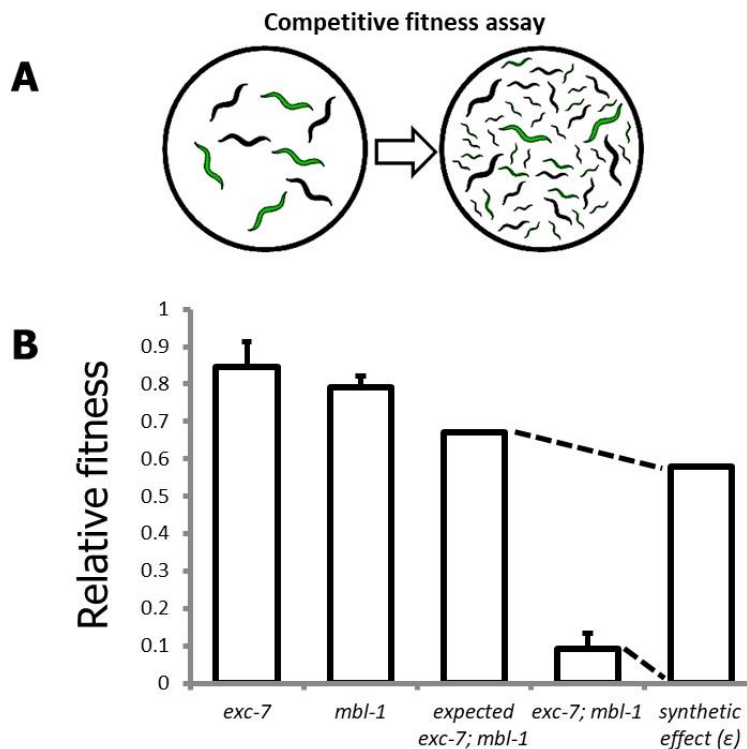 Competitive fitness assay
A
B
Relative fitness
1
0.9
0.8
0.7
0.6
0.5
0.4
0.3
0.2
0.1
0
exc-7
mbl-1
expected
exc-7; mbl-1
exc-7; mbl-1
synthetic
effect (ε)